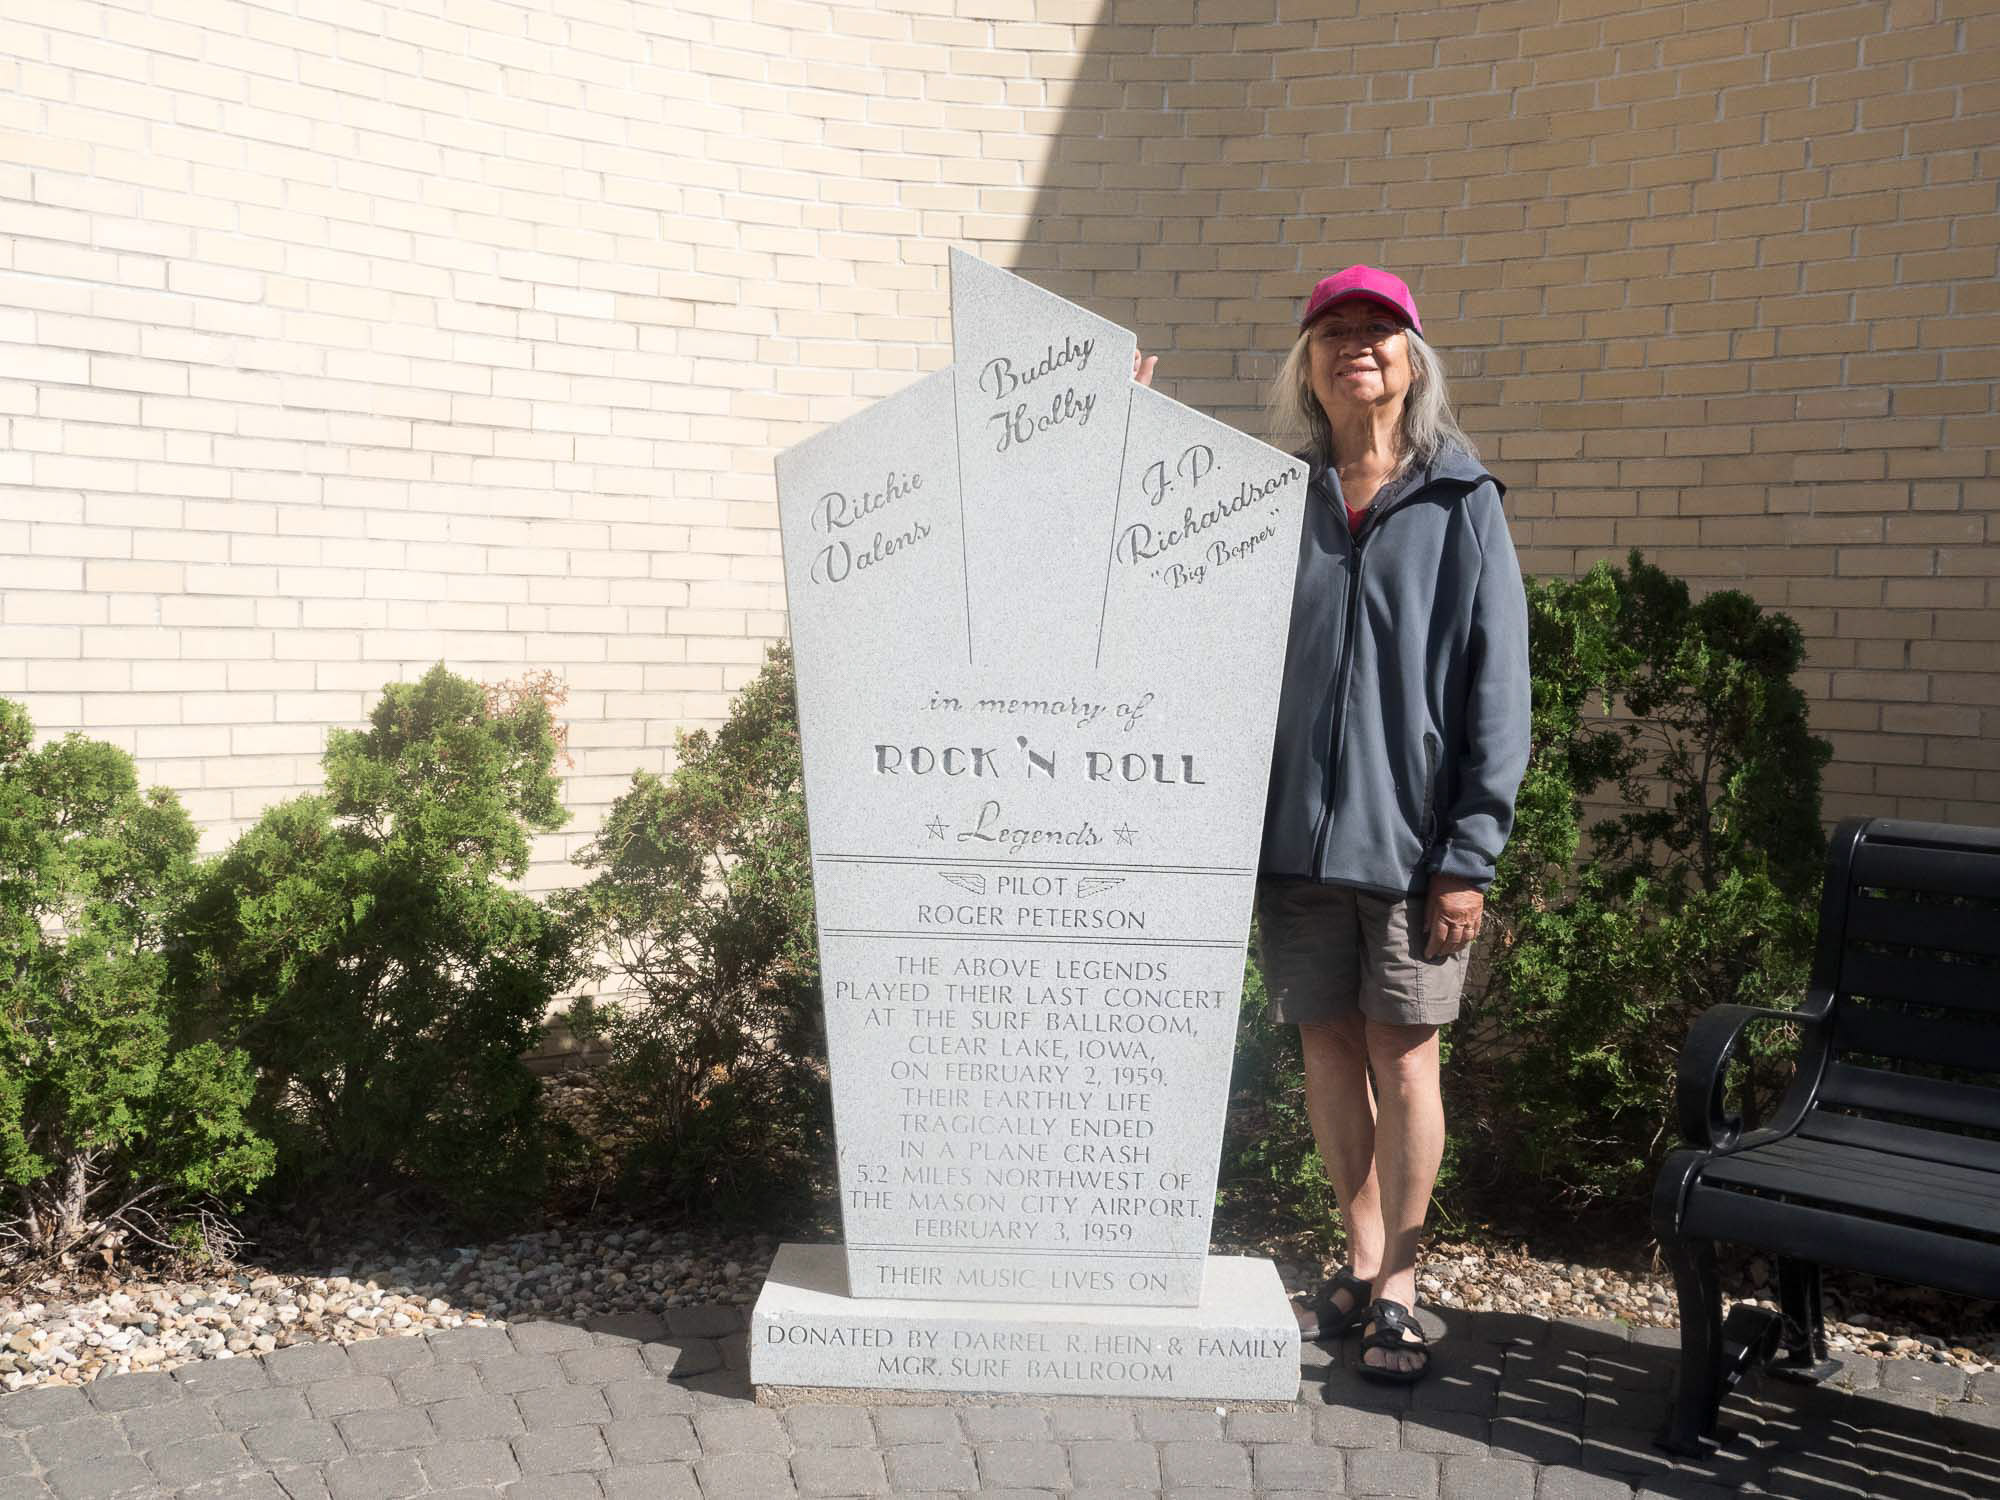 Buddy
Holly
Ritchie
Valens
J.P.
Richardson
"Big Bopper"
in memory of
ROCK 'N ROLL
Legends
PILOT
ROGER PETERSON
THE ABOVE LEGENDS
PLAYED THEIR LAST CONCERT
AT THE SURF BALLROOM,
CLEAR LAKE, IOWA,
ON FEBRUARY 2, 1959.
THEIR EARTHLY LIFE
TRAGICALLY ENDED
IN A PLANE CRASH
5.2 MILES NORTHWEST OF
THE MASON CITY AIRPORT.
FEBRUARY 3, 1959
THEIR MUSIC LIVES ON
DONATED BY DARREL R. HEIN & FAMILY
MGR. SURF BALLROOM